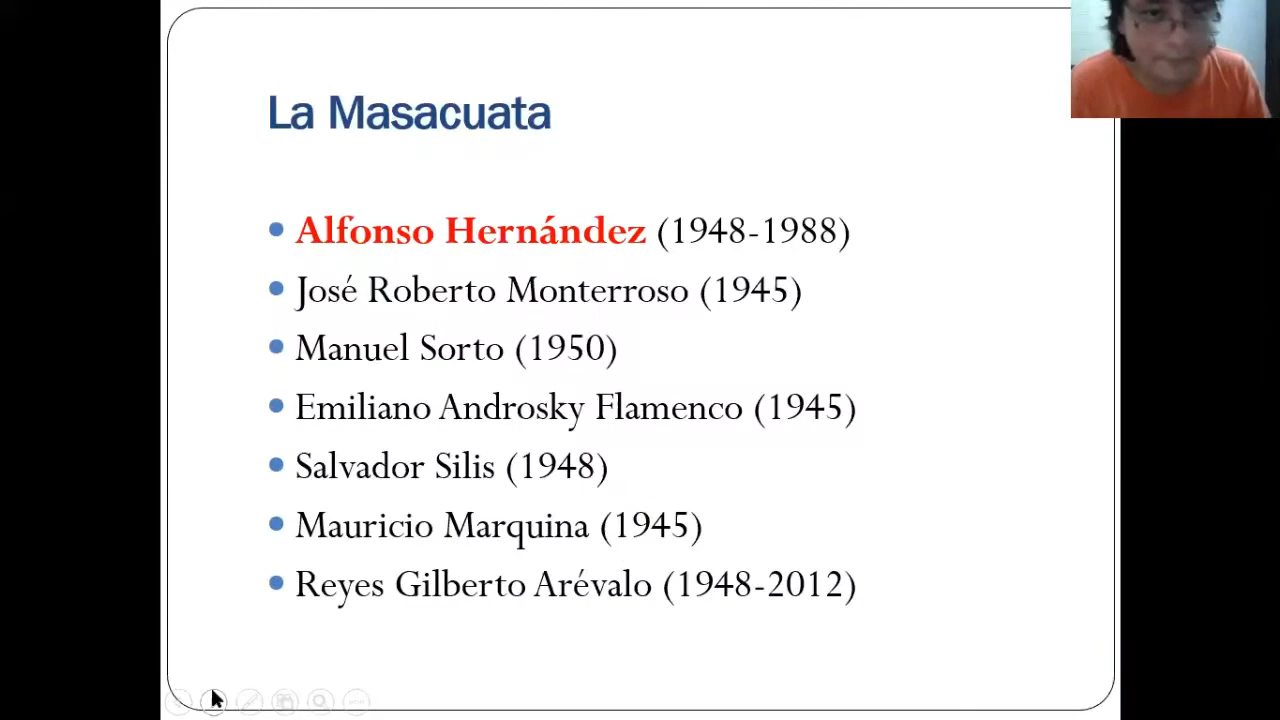 La Masacuata
Alfonso Hernández (1948-1988)
José Roberto Monterroso (1945)
Manuel Sorto (1950)
Emiliano Androsky Flamenco (1945)
Salvador Silis (1948)
Mauricio Marquina (1945)
Reyes Gilberto Arévalo (1948-2012)